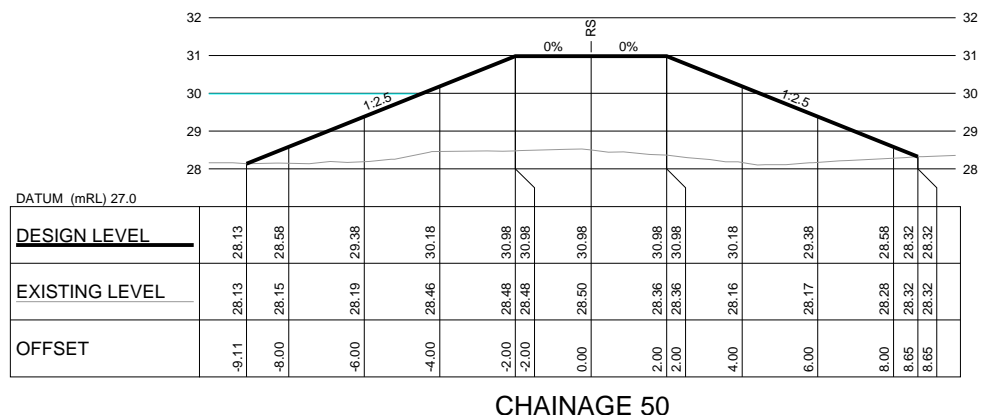 32 32
RS
31 0% 0% 31
30 1:2.5 1:2.5 30
29 29
28 28
DATUM (mRL) 27.0
DESIGN LEVEL 28.13 28.58 29.38 30.18 30.98 30.98 30.98 30.98 30.98 30.18 29.38 28.58 28.32 28.32
EXISTING LEVEL 28.13 28.15 28.19 28.46 28.48 28.48 28.50 28.36 28.36 28.16 28.17 28.28 28.32 28.32
OFFSET -9.11 -8.00 -6.00 -4.00 -2.00 -2.00 0.00 2.00 2.00 4.00 6.00 8.00 8.65 8.65
CHAINAGE 50